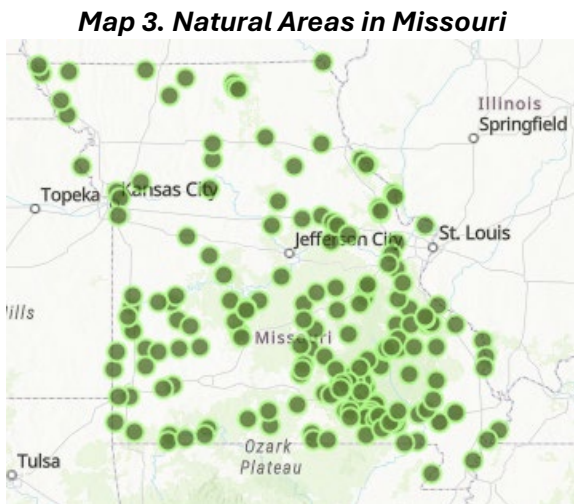 Map 3. Natural Areas in Missouri
Illinois
Springfield
Topeka
Kansas City
St. Louis
Jefferson City
ills
Missouri
Ozark
Plateau
Tulsa